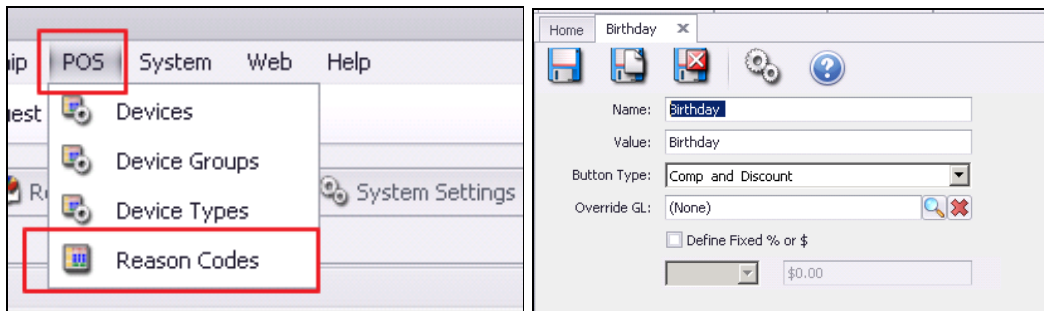 ip POS System Web Help
Devices
Device Groups
System Settings
Device Types
Reason Codes
Home Birthday
Name: Birthday
Value: Birthday
Button Type: Comp and Discount
Override GL: (None)
Define Fixed % or $
$0.00